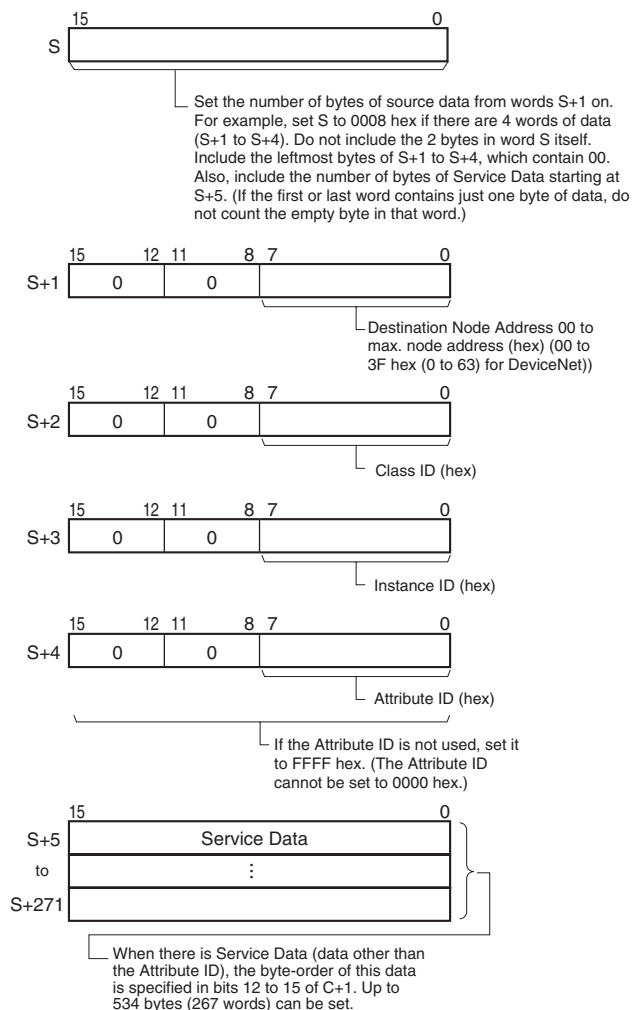 15 0
S
Set the number of bytes of source data from words S+1 on.
For example, set S to 0008 hex if there are 4 words of data
(S+1 to S+4). Do not include the 2 bytes in word S itself.
Include the leftmost bytes of S+1 to S+4, which contain 00.
Also, include the number of bytes of Service Data starting at
S+5. (If the first or last word contains just one byte of data, do
not count the empty byte in that word.)
15 12 11 8 7 0
S+1 0 0
Destination Node Address 00 to
max. node address (hex) (00 to
3F hex (0 to 63) for DeviceNet))
15 12 11 8 7 0
S+2 0 0
Class ID (hex)
15 12 11 8 7 0
S+3 0 0
Instance ID (hex)
15 12 11 8 7 0
S+4 0 0
Attribute ID (hex)
If the Attribute ID is not used, set it
to FFFF hex. (The Attribute ID
cannot be set to 0000 hex.)
15 0
S+5 Service Data
to ⋮
S+271
When there is Service Data (data other than
the Attribute ID), the byte-order of this data
is specified in bits 12 to 15 of C+1. Up to
534 bytes (267 words) can be set.